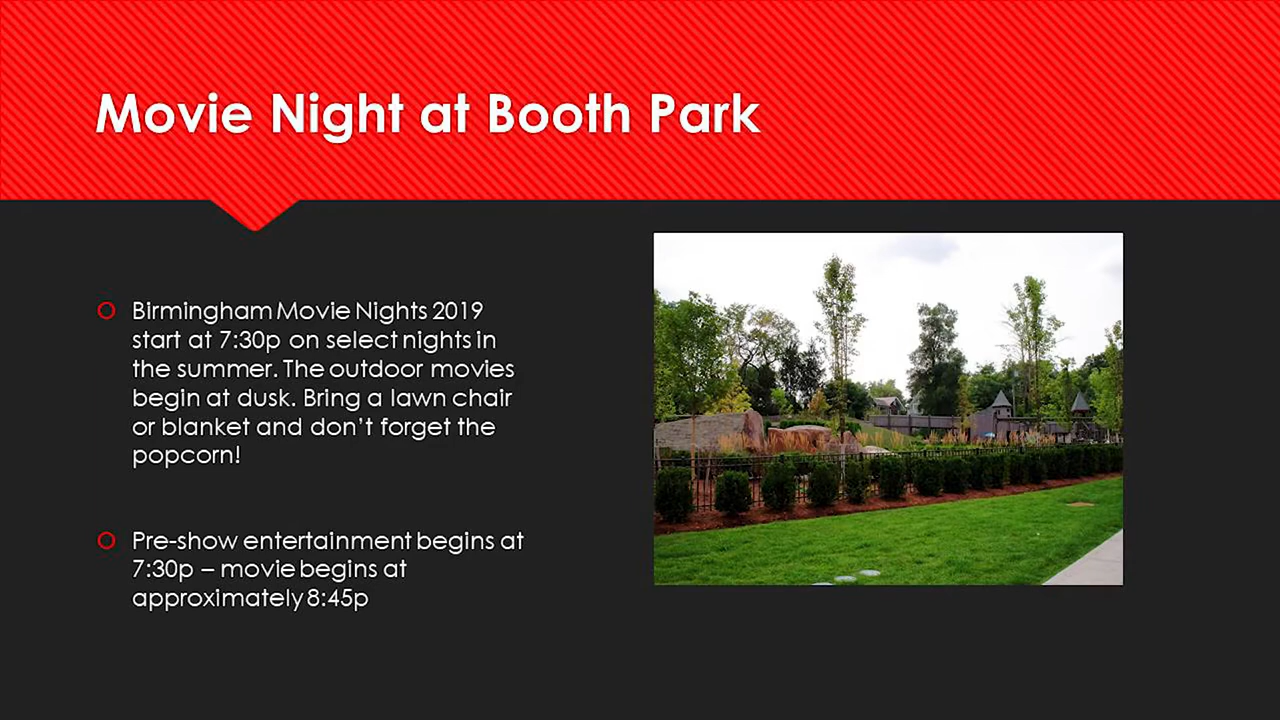 Movie Night at Booth Park
Birmingham Movie Nights 2019
start at 7:30p on select nights in
the summer. The outdoor movies
begin at dusk. Bring a lawn chair
or blanket and don’t forget the
popcorn!
Pre-show entertainment begins at
7:30p – movie begins at
approximately 8:45p